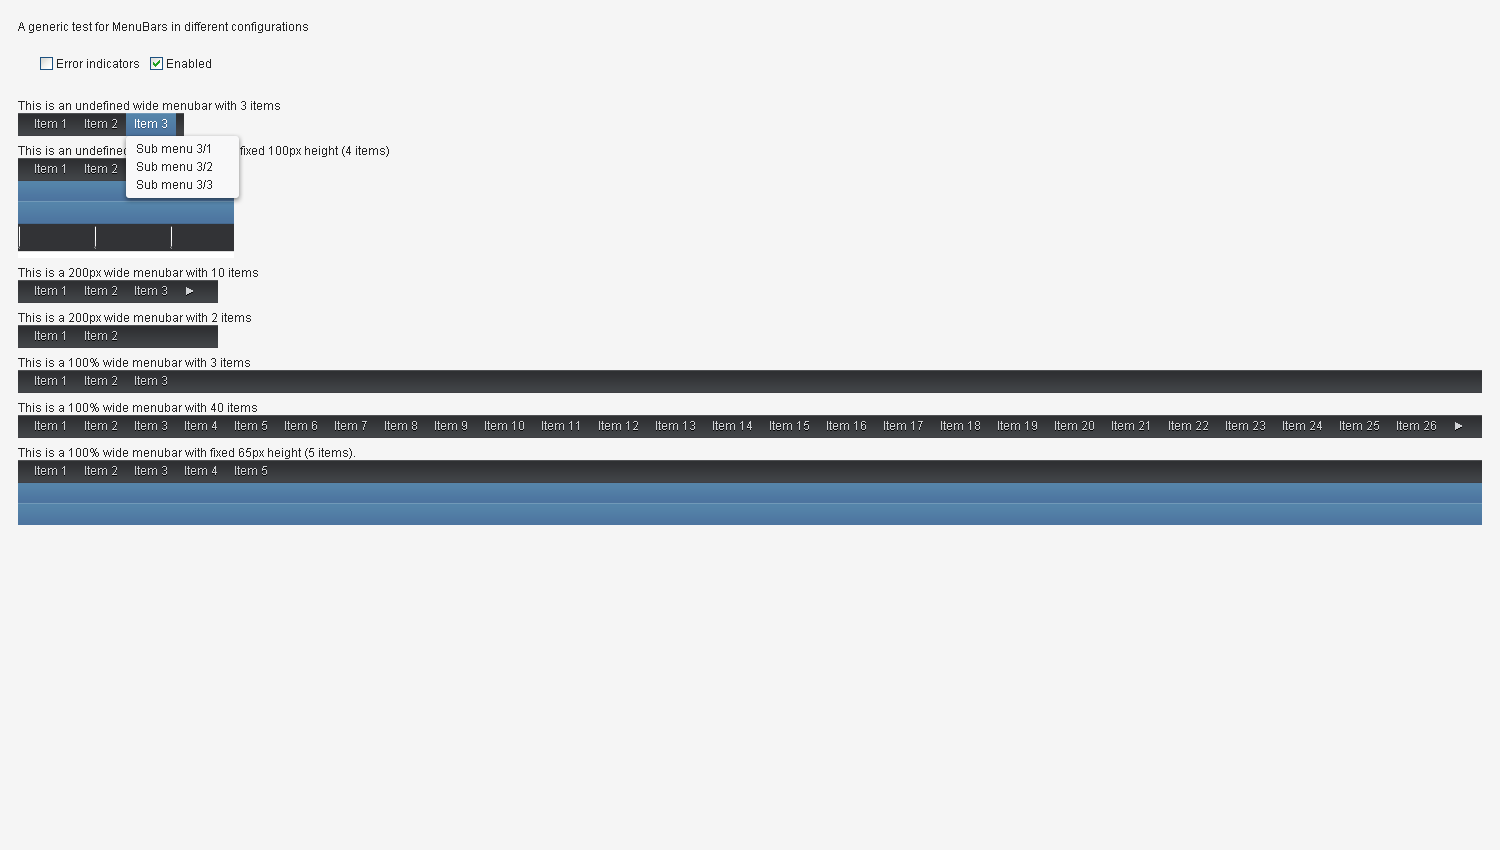 A generic test for MenuBars in different configurations
Error indicators Enabled
This is an undefined wide menubar with 3 items
Item 1 Item 2 Item 3
Sub menu 3/1
Sub menu 3/2
Sub menu 3/3
This is an undefined fixed 100px height (4 items)
Item 1 Item 2
This is a 200px wide menubar with 10 items
Item 1 Item 2 Item 3 ►
This is a 200px wide menubar with 2 items
Item 1 Item 2
This is a 100% wide menubar with 3 items
Item 1 Item 2 Item 3
This is a 100% wide menubar with 40 items
Item 1 Item 2 Item 3 Item 4 Item 5 Item 6 Item 7 Item 8 Item 9 Item 10 Item 11 Item 12 Item 13 Item 14 Item 15 Item 16 Item 17 Item 18 Item 19 Item 20 Item 21 Item 22 Item 23 Item 24 Item 25 Item 26 ►
This is a 100% wide menubar with fixed 65px height (5 items).
Item 1 Item 2 Item 3 Item 4 Item 5